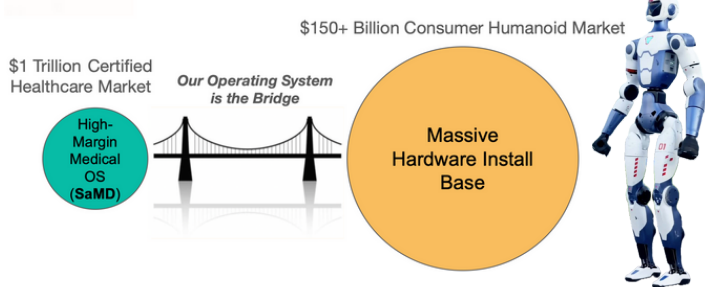 $150+ Billion Consumer Humanoid Market
$1 Trillion Certified
Healthcare Market
Our Operating System
is the Bridge
High-
Margin
Medical
OS
(SaMD)
Massive
Hardware Install
Base
01